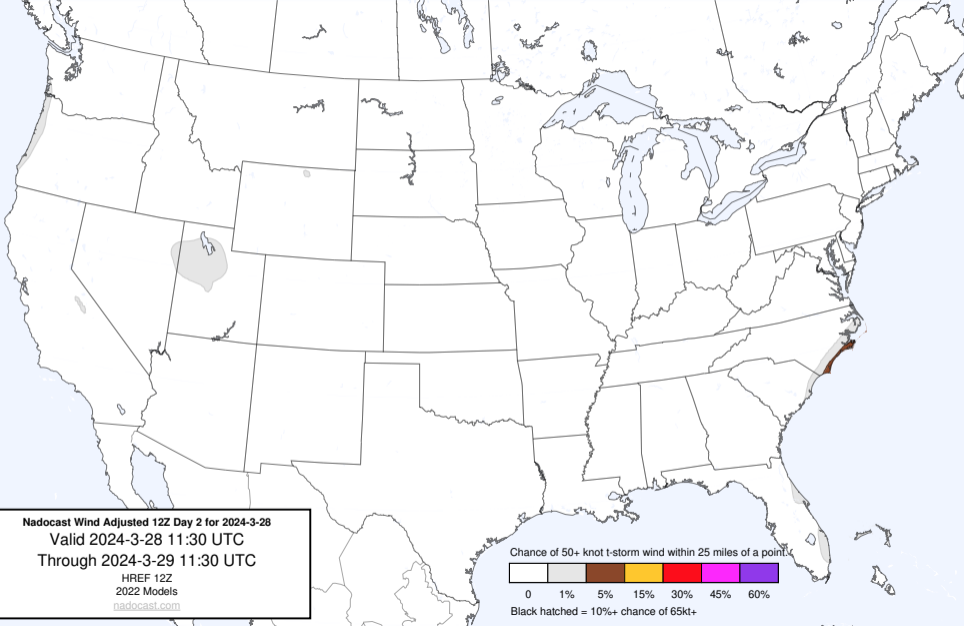 Nadocast Wind Adjusted 12Z Day 2 for 2024-3-28
Valid 2024-3-28 11:30 UTC
Through 2024-3-29 11:30 UTC
HREF 12Z
2022 Models
nadocast.com
Chance of 50+ knot t-storm wind within 25 miles of a point.
0 1% 5% 15% 30% 45% 60%
Black hatched = 10%+ chance of 65kt+